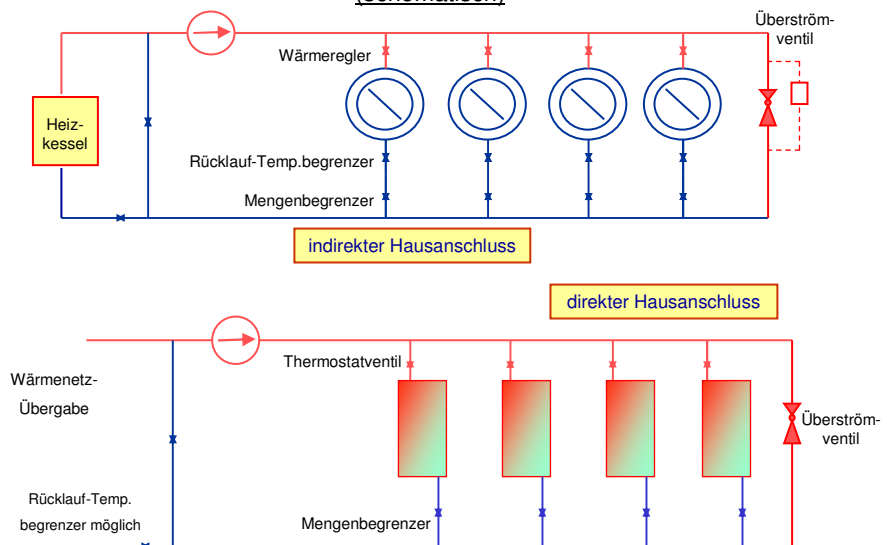 (schematisch)
Überström-
ventil
Wärmeregler
Heiz-
kessel
Rücklauf-Temp.begrenzer
Mengenbegrenzer
indirekter Hausanschluss
direkter Hausanschluss
Thermostatventil
Wärmenetz-
Übergabe
Überström-
ventil
Rücklauf-Temp.
begrenzer möglich
Mengenbegrenzer